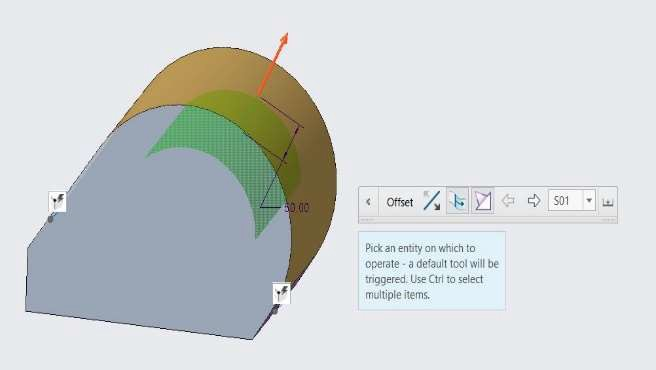 50.00
Offset
S01
Pick an entity on which to
operate - a default tool will be
triggered. Use Ctrl to select
multiple items.